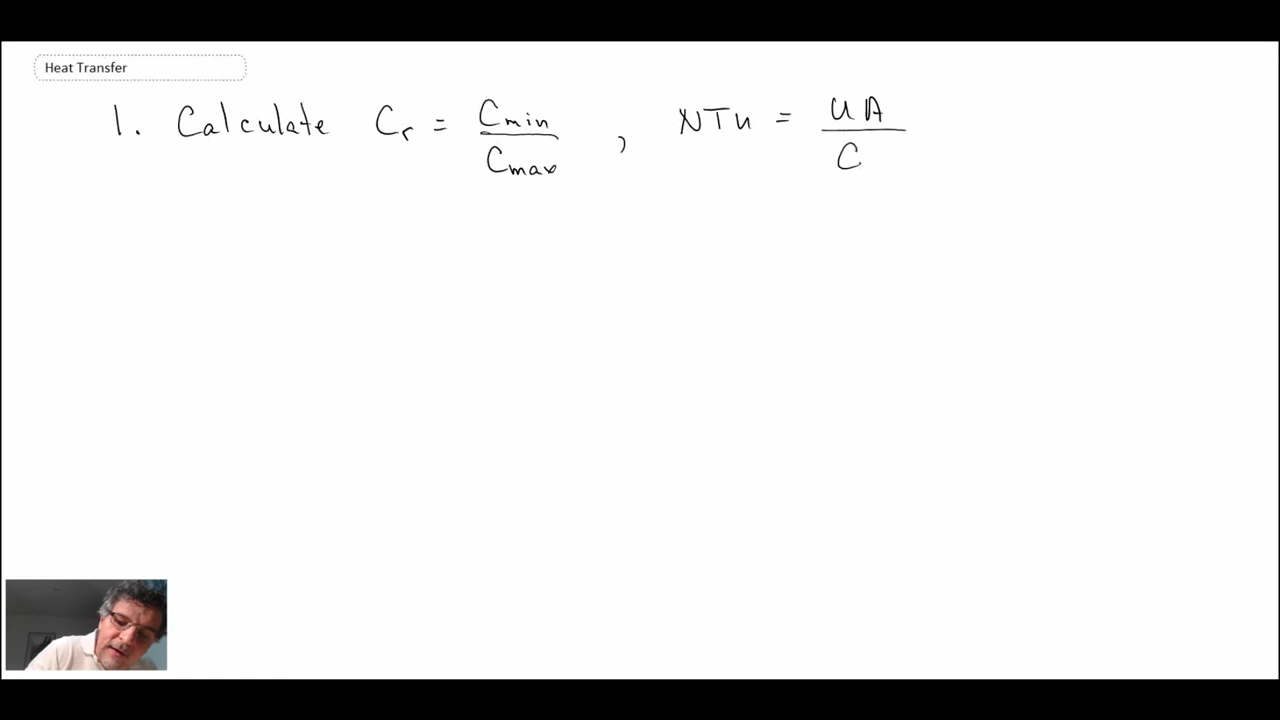 Heat Transfer
1. Calculate Cr = Cmin / Cmax , NTU = UA / C